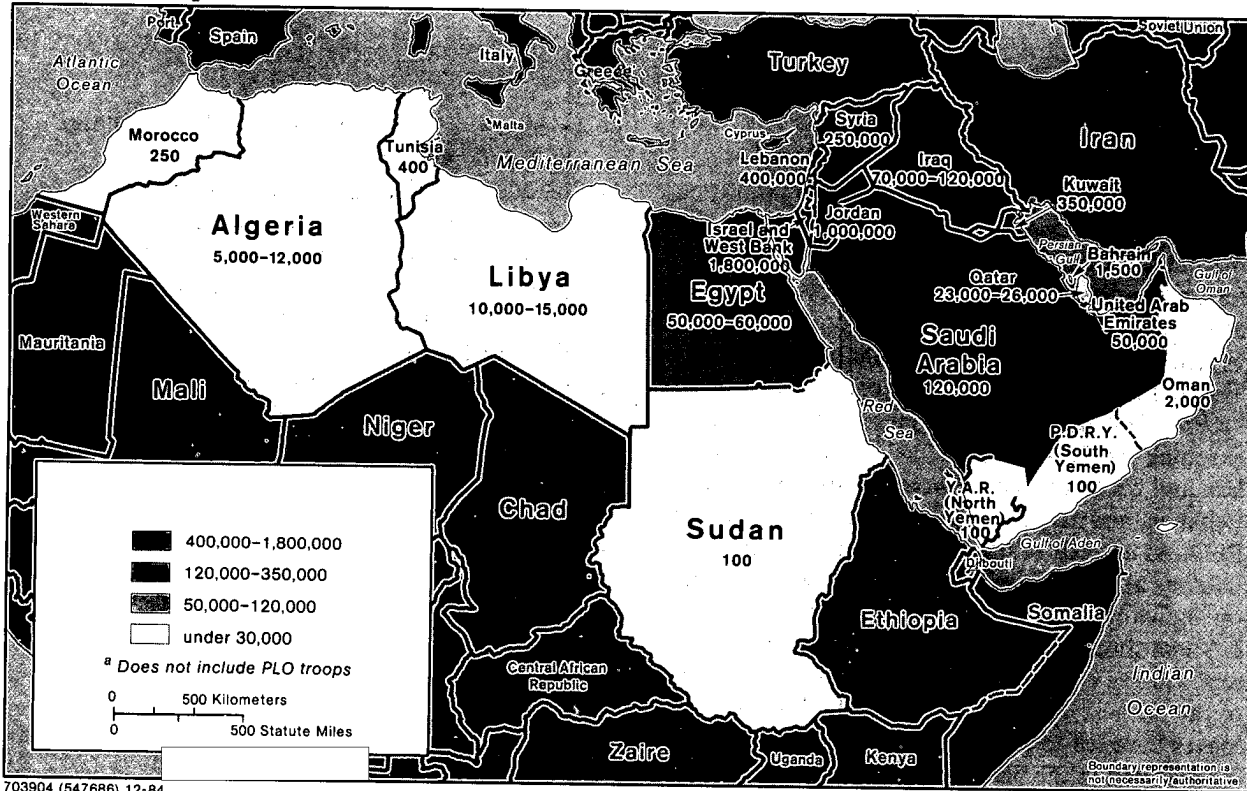 Port.
Spain
Italy
Greece
Turkey
Soviet Union
Atlantic
Ocean
Morocco
250
Tunisia
400
Malta
Mediterranean Sea
Cyprus
Syria
250,000
Lebanon
400,000
Iraq
70,000-120,000
Iran
Kuwait
350,000
Jordan
1,000,000
Israel and
West Bank
1,800,000
Western
Sahara
Algeria
5,000-12,000
Libya
10,000-15,000
Egypt
50,000-60,000
Persian
Gulf
Bahrain
1,500
Gulf of
Oman
Qatar
23,000-26,000
United Arab
Emirates
50,000
Saudi
Arabia
120,000
Oman
2,000
Mauritania
Mali
Niger
Chad
Sudan
100
Red
Sea
P.D.R.Y.
(South
Yemen)
100
Y.A.R.
(North
Yemen)
100
Gulf of Aden
Djibouti
Ethiopia
Somalia
Central African
Republic
Zaire
Uganda
Kenya
Indian
Ocean
400,000-1,800,000
120,000-350,000
50,000-120,000
under 30,000
a Does not include PLO troops
0 500 Kilometers
0 500 Statute Miles
Boundary representation is
not necessarily authoritative
703904 (547686) 12-84